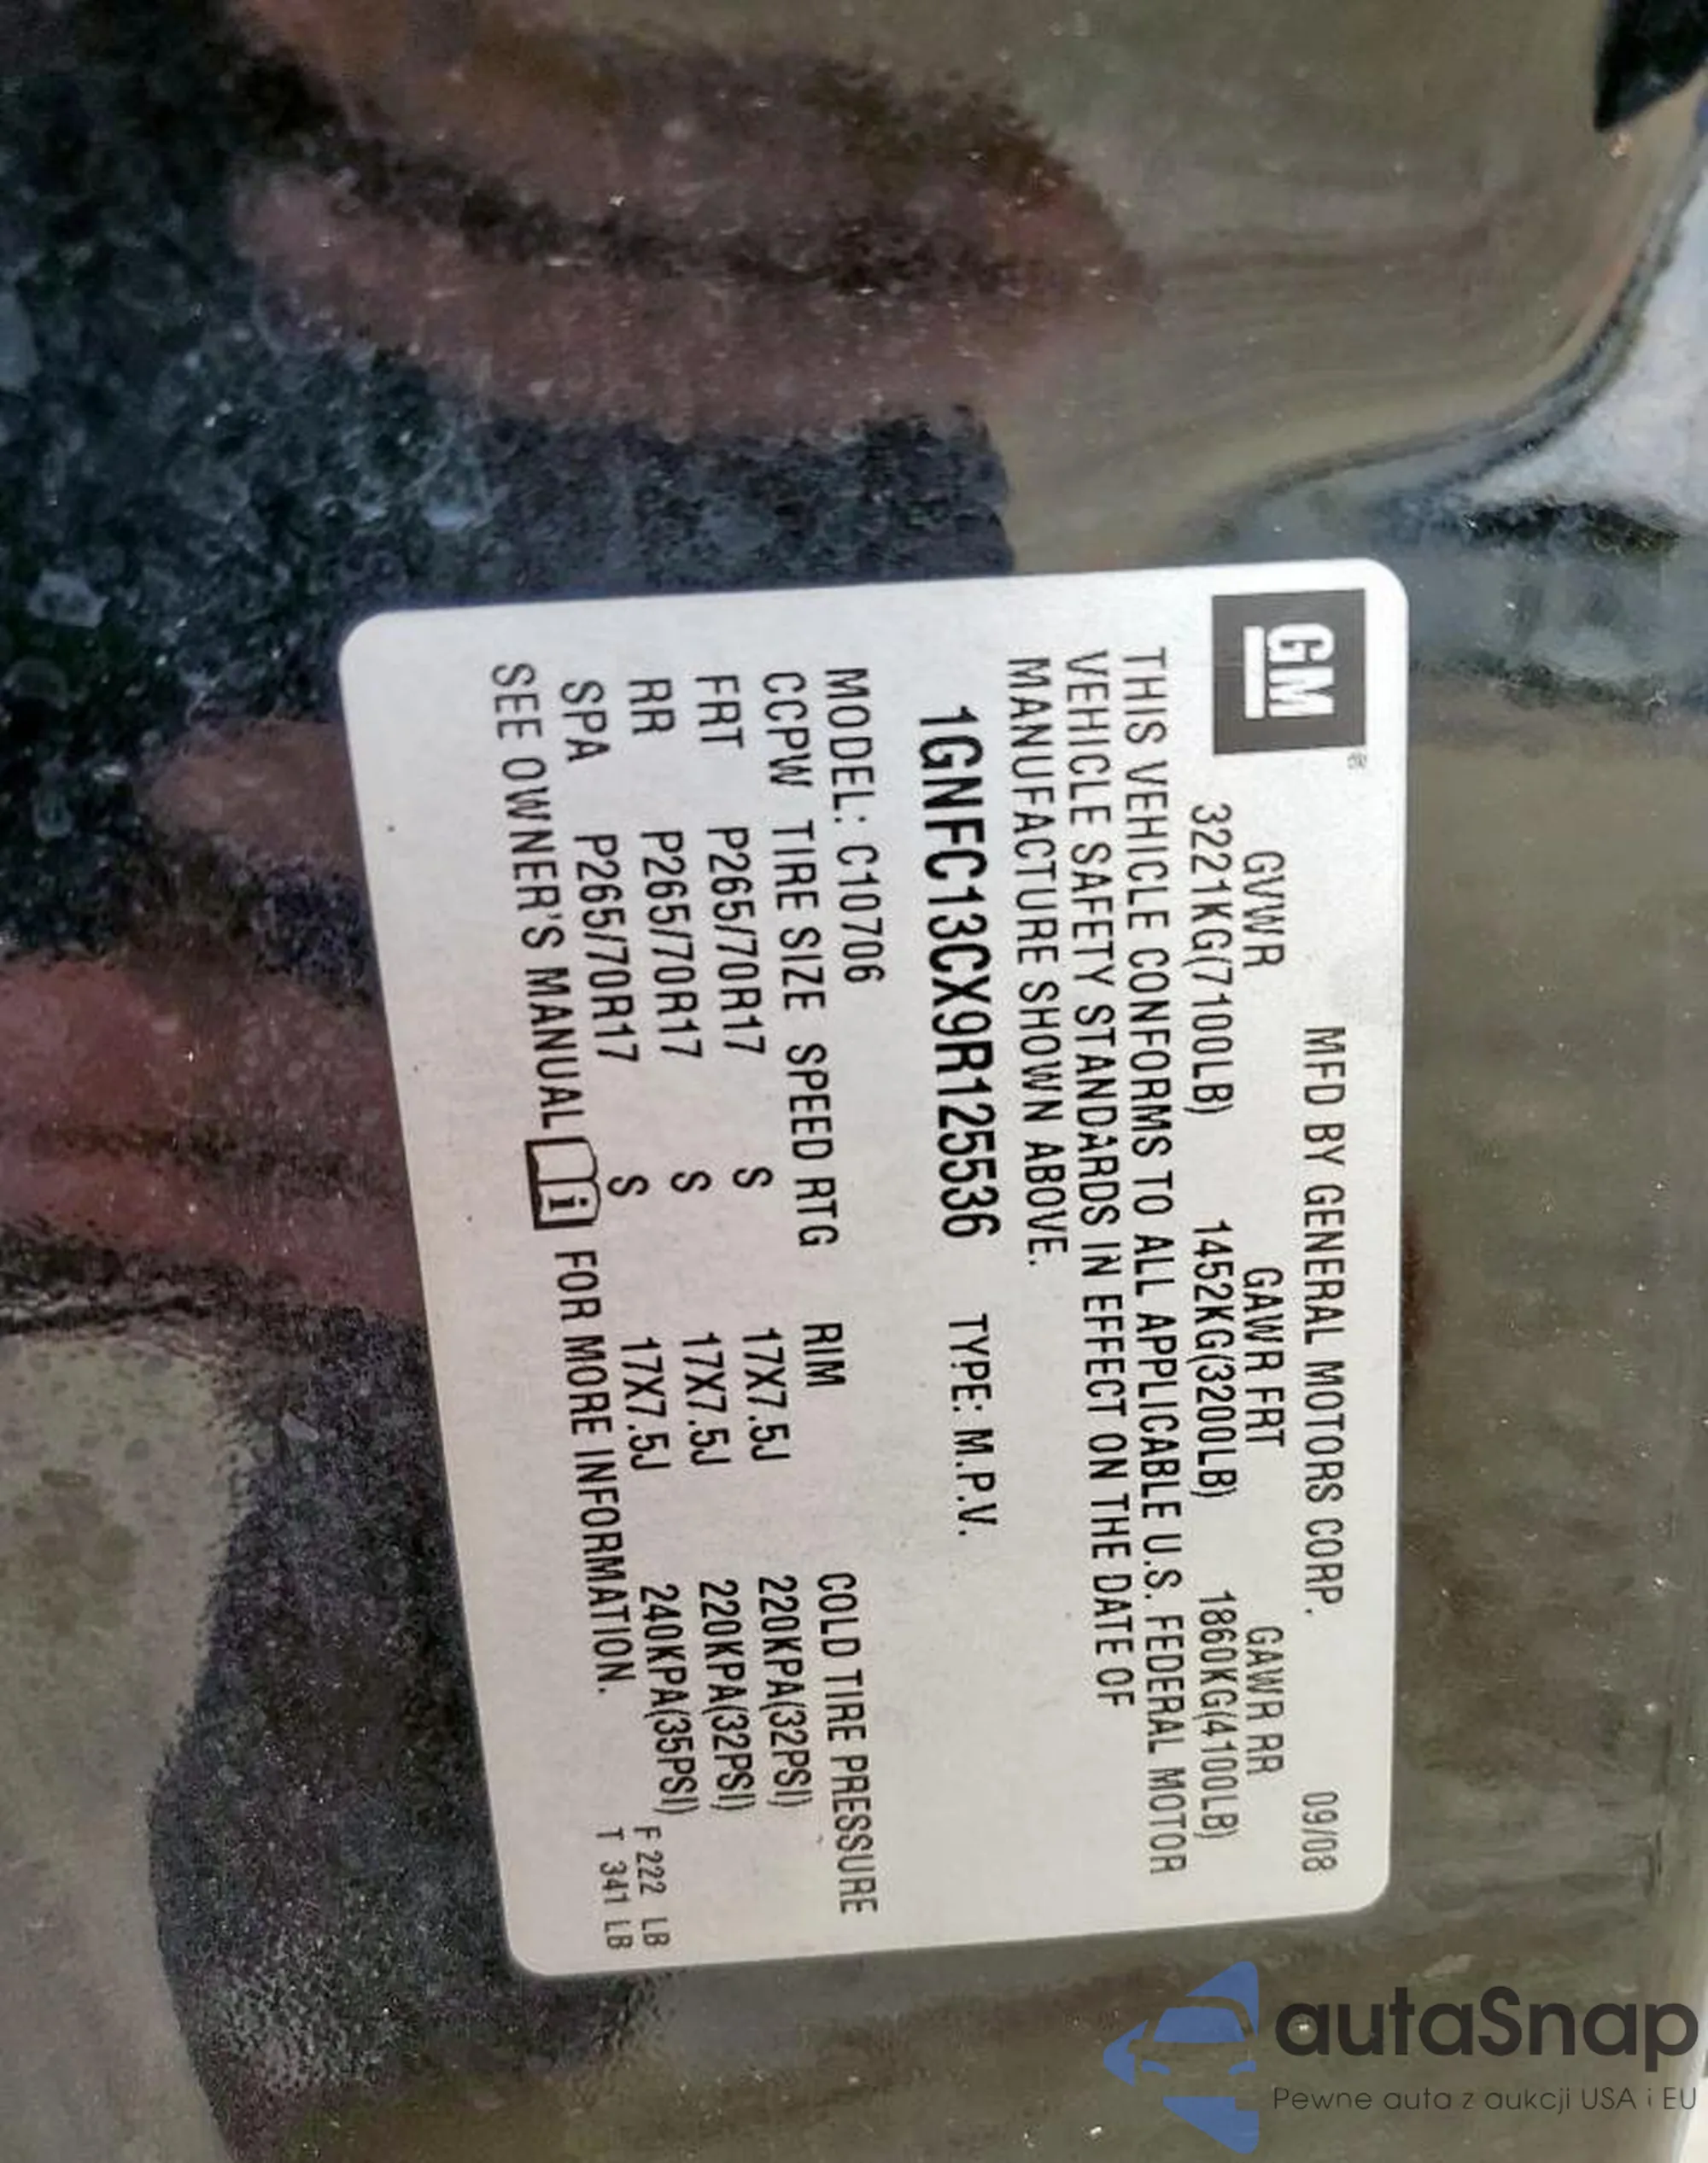 GM
MFD BY GENERAL MOTORS CORP. 09/08
GVWR GAWR FRT GAWR RR
3221KG(7100LB) 1452KG(3200LB) 1860KG(4100LB)
THIS VEHICLE CONFORMS TO ALL APPLICABLE U.S. FEDERAL MOTOR
VEHICLE SAFETY STANDARDS IN EFFECT ON THE DATE OF
MANUFACTURE SHOWN ABOVE.
1GNFC13CX9R125536 TYPE: M.P.V.
MODEL: C10706
CCPW TIRE SIZE SPEED RTG RIM COLD TIRE PRESSURE
FRT P265/70R17 S 17X7.5J 220KPA(32PSI)
RR P265/70R17 S 17X7.5J 220KPA(32PSI)
SPA P265/70R17 S 17X7.5J 240KPA(35PSI)
SEE OWNER'S MANUAL i FOR MORE INFORMATION.
F 222 LB
T 341 LB
autaSnap
Pewne auta z aukcji USA i EU